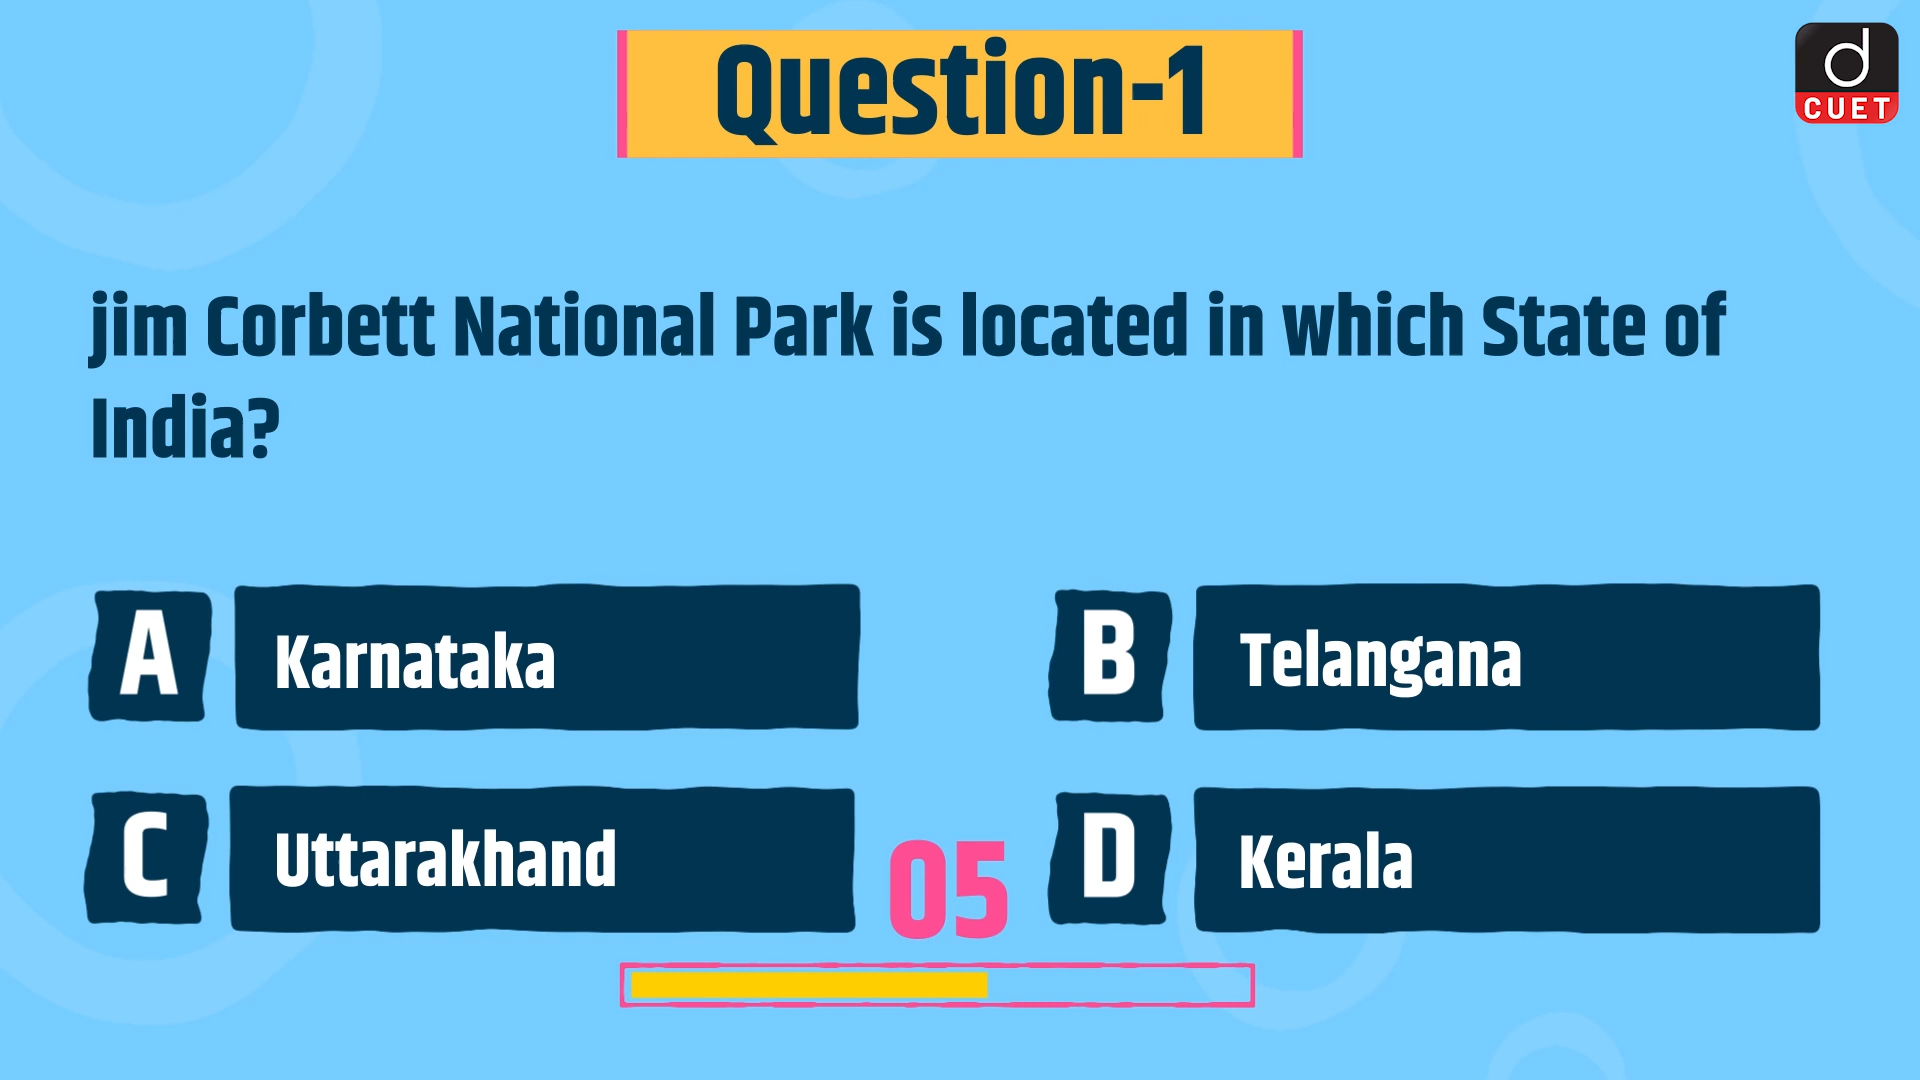 Question-1
d
CUET
jim Corbett National Park is located in which State of
India?
A Karnataka
B Telangana
C Uttarakhand
D Kerala
05